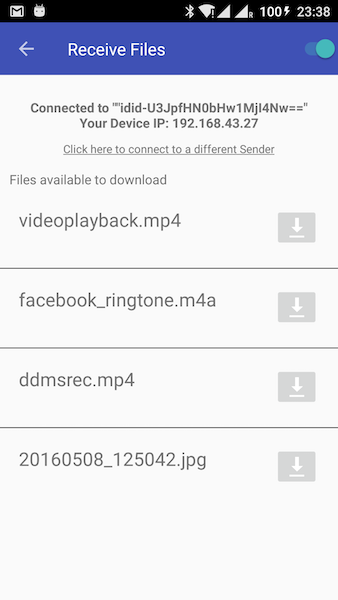 100 23:38
Receive Files
Connected to ""idid-U3JpfHN0bHw1MjI4Nw=="
Your Device IP: 192.168.43.27
Click here to connect to a different Sender
Files available to download
videoplayback.mp4
facebook_ringtone.m4a
ddmsrec.mp4
20160508_125042.jpg